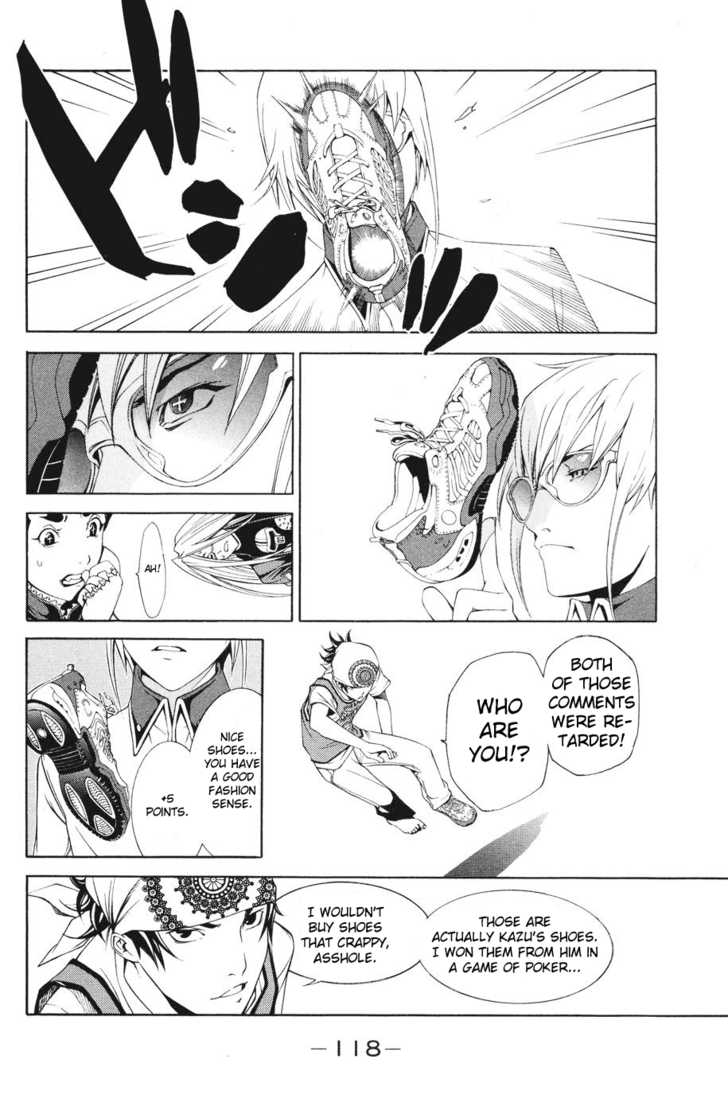 ドン
AH!
BOTH
OF THOSE
COMMENTS
WERE RE-
TARDED!
WHO
ARE
YOU!?
NICE
SHOES...
YOU HAVE
A GOOD
FASHION
SENSE.
+5
POINTS.
THOSE ARE
ACTUALLY KAZU'S SHOES.
I WON THEM FROM HIM IN
A GAME OF POKER...
I WOULDN'T
BUY SHOES
THAT CRAPPY,
ASSHOLE.
—118—